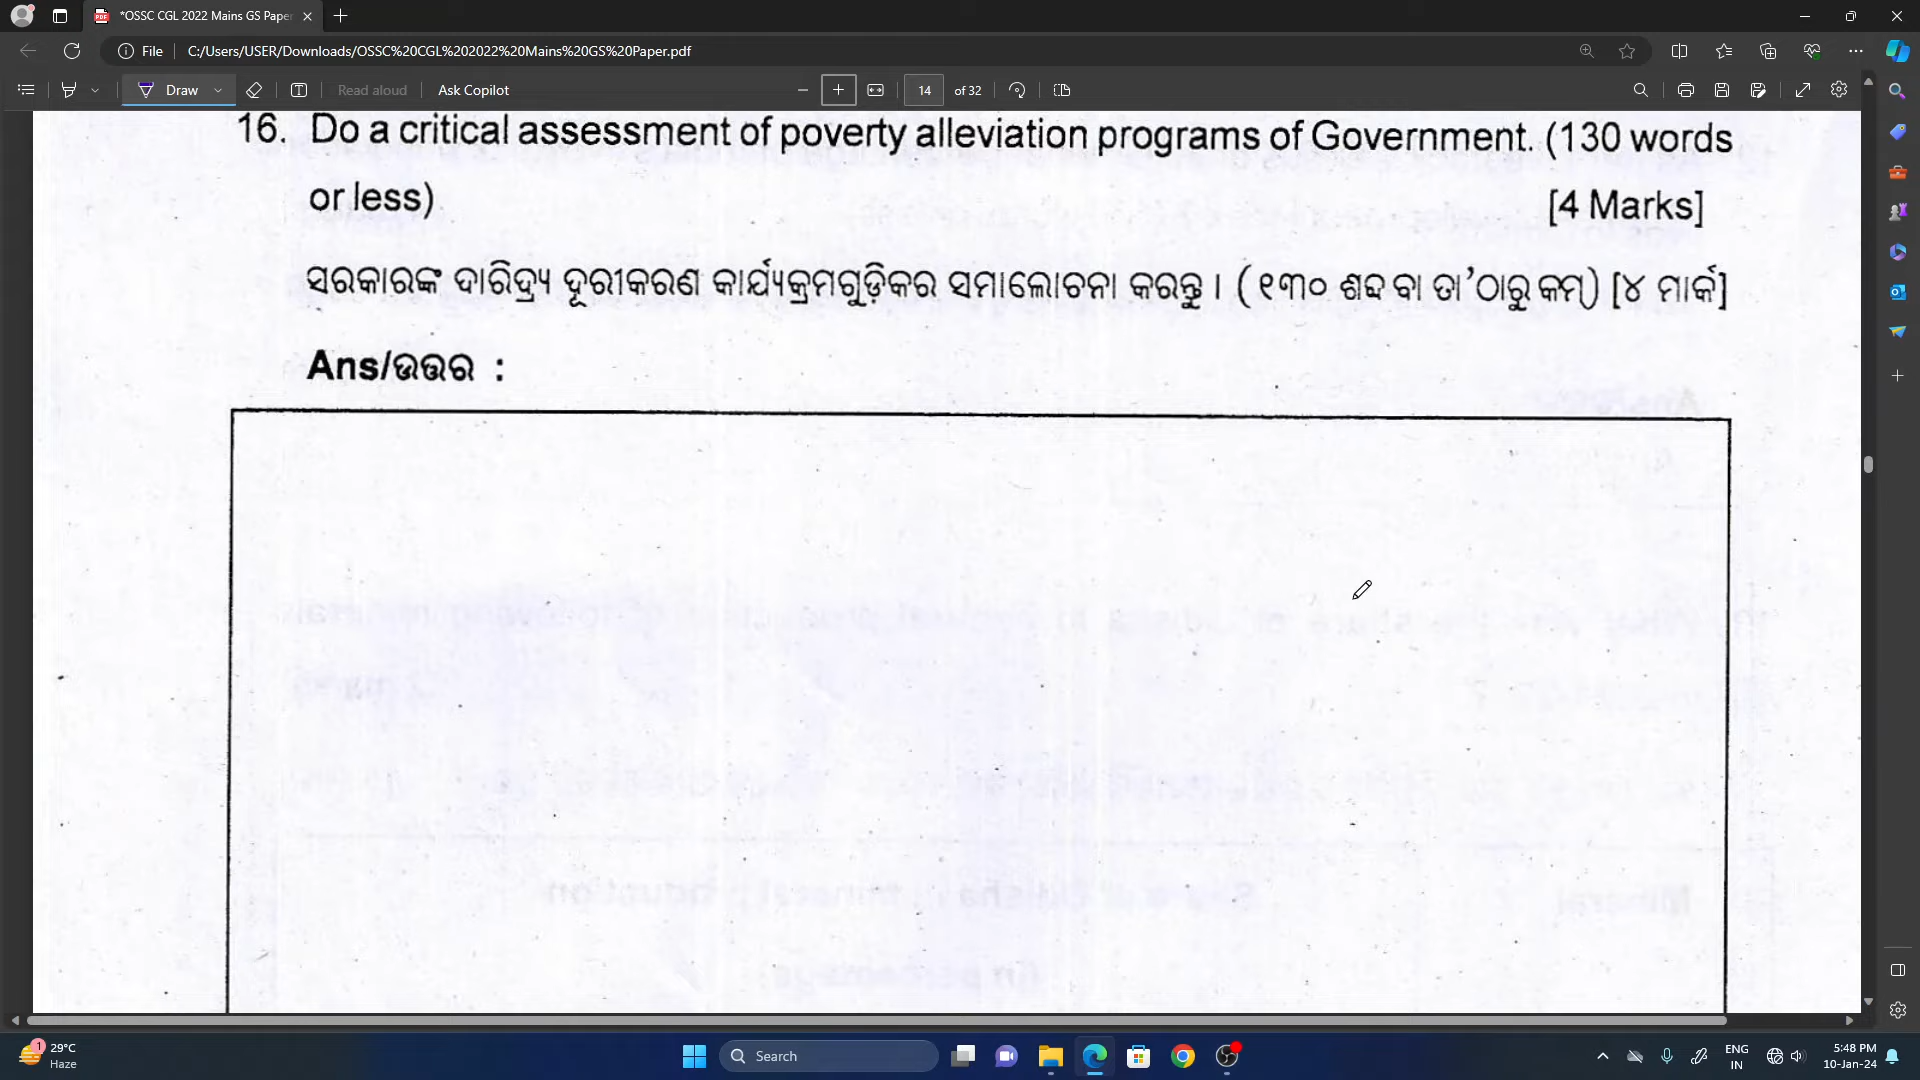 *OSSC CGL 2022 Mains GS Paper
File
C:/Users/USER/Downloads/OSSC%20CGL%202022%20Mains%20GS%20Paper.pdf
Draw
Read aloud
Ask Copilot
14 of 32
16. Do a critical assessment of poverty alleviation programs of Government. (130 words
or less) [4 Marks]
ସରକାରଙ୍କ ଦାରିଦ୍ର୍ୟ ଦୂରୀକରଣ କାର୍ଯ୍ୟକ୍ରମଗୁଡ଼ିକର ସମାଲୋଚନା କରନ୍ତୁ । (୧୩୦ ଶବ୍ଦ ବା ତା'ଠାରୁ କମ୍) [୪ ମାର୍କ]
Ans/ଉତ୍ତର :
29°C
Haze
Search
ENG
IN
5:48 PM
10-Jan-24